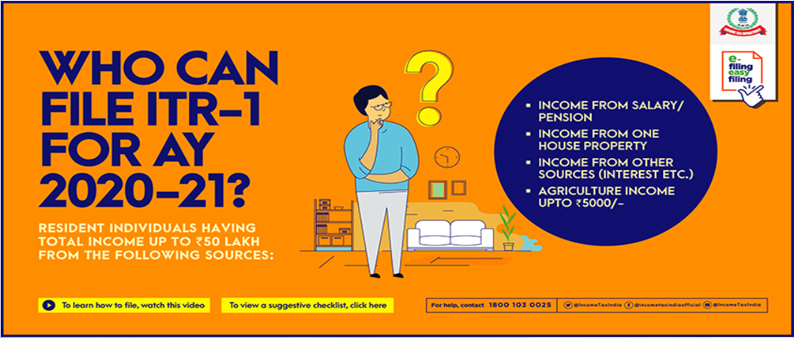 WHO CAN
FILE ITR-1
FOR AY
2020-21?
RESIDENT INDIVIDUALS HAVING
TOTAL INCOME UP TO ₹50 LAKH
FROM THE FOLLOWING SOURCES:
INCOME FROM SALARY/
PENSION
INCOME FROM ONE
HOUSE PROPERTY
INCOME FROM OTHER
SOURCES (INTEREST ETC.)
AGRICULTURE INCOME
UPTO ₹5000/-
e-
filing
easy
filing
To learn how to file, watch this video
To view a suggestive checklist, click here
For help, contact 1800 103 0025
@IncomeTaxIndia
@incometaxindiaofficial
@IncomeTaxIndia